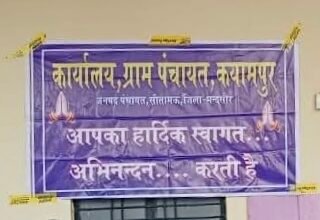 कार्यालय,ग्राम पंचायत,कयामपुर
जनपद पंचायत,सीतामऊ,जिला-मन्दसौर
आपका हार्दिक स्वागत...
अभिनन्दन.... करती है